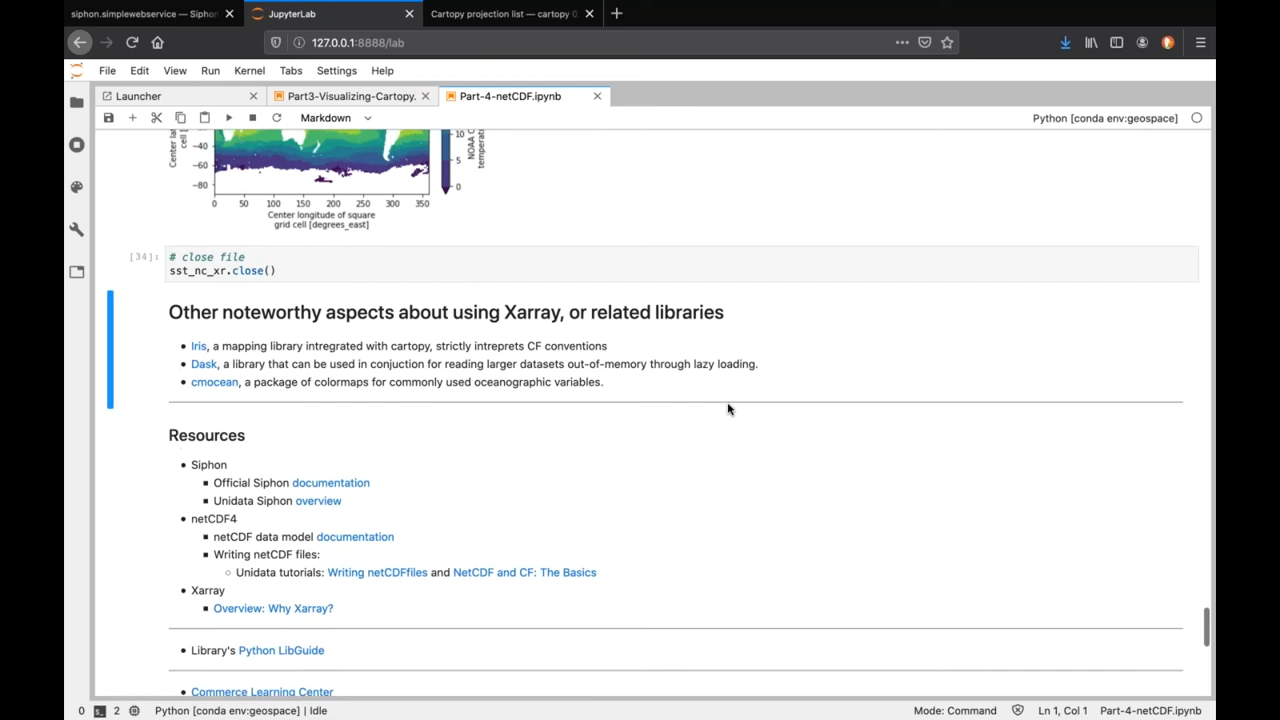 siphon.simplewebservice — Siphon
JupyterLab
Cartopy projection list — cartopy 0
127.0.0.1:8888/lab
File Edit View Run Kernel Tabs Settings Help
Launcher
Part3-Visualizing-Cartopy.
Part-4-netCDF.ipynb
Markdown
Python [conda env:geospace]
Center la
cell [
−40
−60
−80
0 50 100 150 200 250 300 350
Center longitude of square
grid cell [degrees_east]
10
5
0
NOAA C
temperat
[34]:
# close file
sst_nc_xr.close()
Other noteworthy aspects about using Xarray, or related libraries
• Iris, a mapping library intregrated with cartopy, strictly intreprets CF conventions
• Dask, a library that can be used in conjuction for reading larger datasets out-of-memory through lazy loading.
• cmocean, a package of colormaps for commonly used oceanographic variables.
Resources
• Siphon
▪ Official Siphon documentation
▪ Unidata Siphon overview
• netCDF4
▪ netCDF data model documentation
▪ Writing netCDF files:
○ Unidata tutorials: Writing netCDFfiles and NetCDF and CF: The Basics
• Xarray
▪ Overview: Why Xarray?
• Library's Python LibGuide
• Commerce Learning Center
0 2 Python [conda env:geospace] | Idle
Mode: Command Ln 1, Col 1 Part-4-netCDF.ipynb